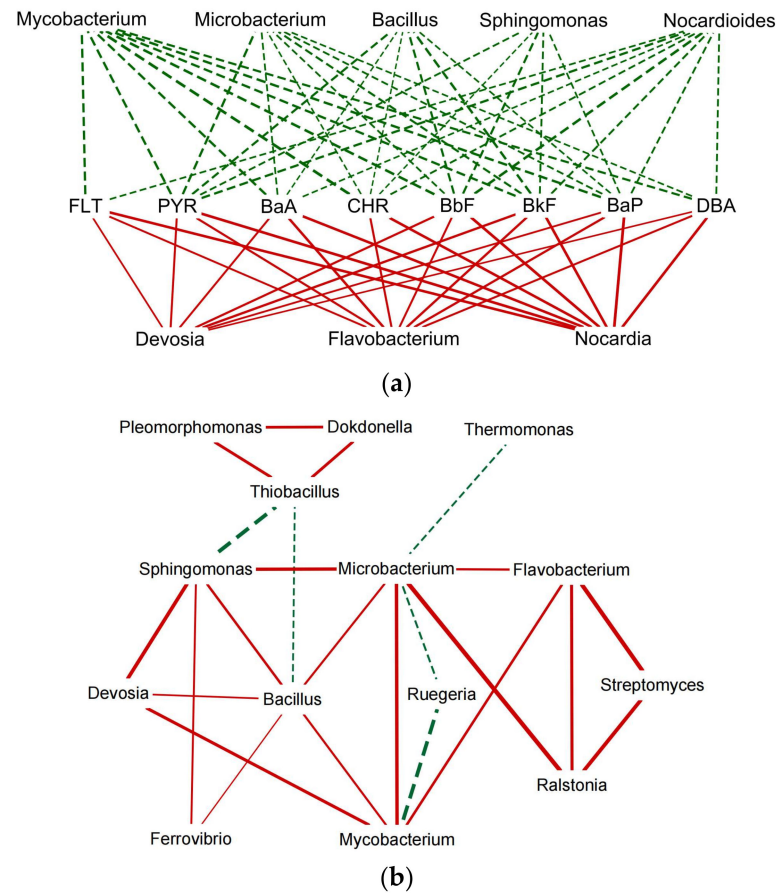 Mycobacterium Microbacterium Bacillus Sphingomonas Nocardioides
FLT PYR BaA CHR BbF BkF BaP DBA
Devosia Flavobacterium Nocardia
(a)
Pleomorphomonas Dokdonella Thermomonas
Thiobacillus
Sphingomonas Microbacterium Flavobacterium
Devosia Bacillus Ruegeria Streptomyces
Ralstonia
Ferrovibrio Mycobacterium
(b)